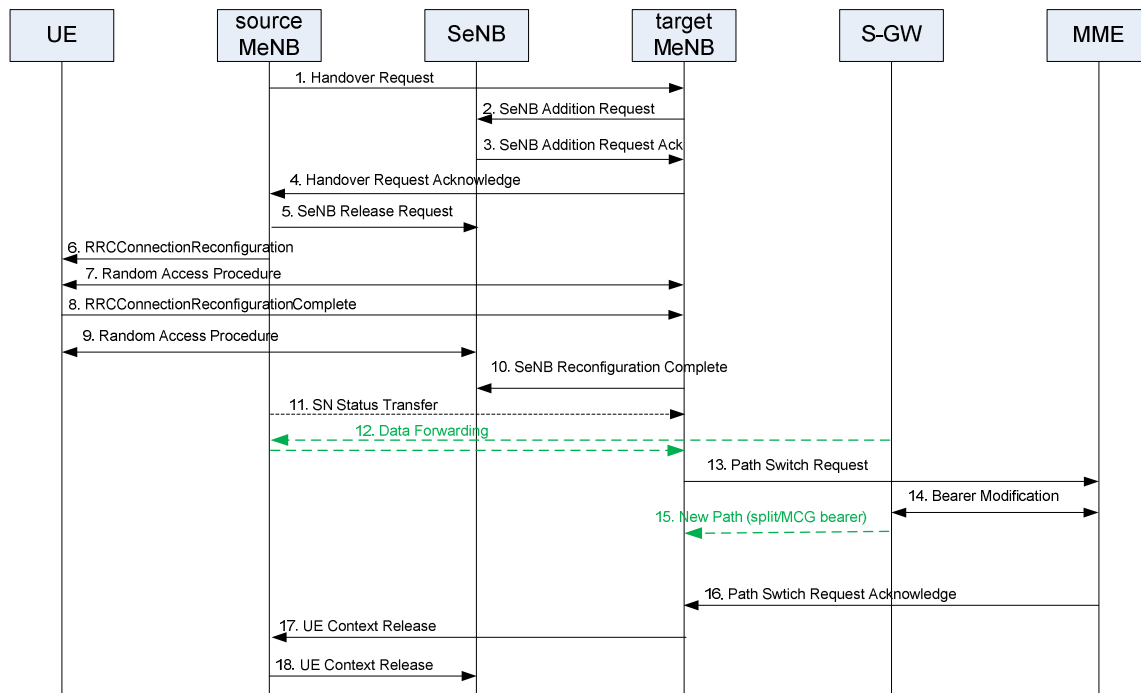 UE
source
MeNB
SeNB
target
MeNB
S-GW
MME
1. Handover Request
2. SeNB Addition Request
3. SeNB Addition Request Ack
4. Handover Request Acknowledge
5. SeNB Release Request
6. RRCConnectionReconfiguration
7. Random Access Procedure
8. RRCConnectionReconfigurationComplete
9. Random Access Procedure
10. SeNB Reconfiguration Complete
11. SN Status Transfer
12. Data Forwarding
13. Path Switch Request
14. Bearer Modification
15. New Path (split/MCG bearer)
16. Path Swtich Request Acknowledge
17. UE Context Release
18. UE Context Release